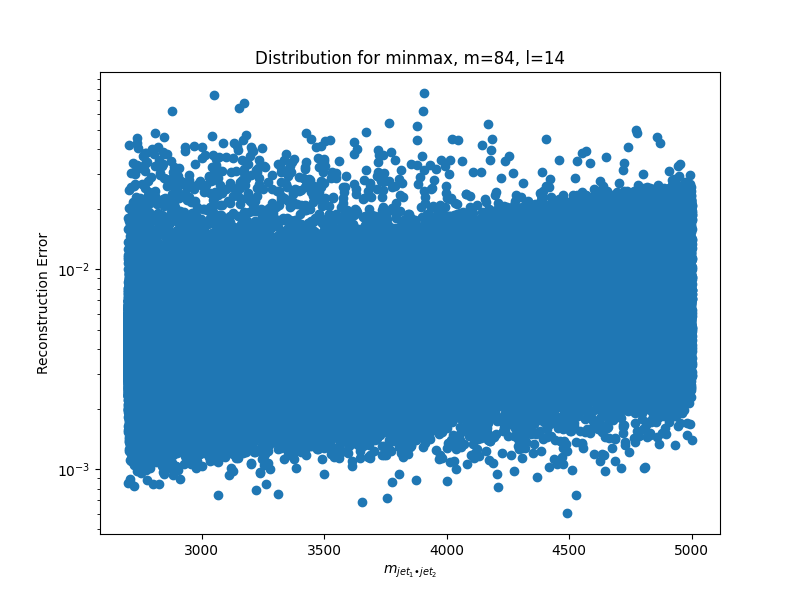 Distribution for minmax, m=84, l=14
Reconstruction Error
10⁻²
10⁻³
3000 3500 4000 4500 5000
m_{jet₁•jet₂}